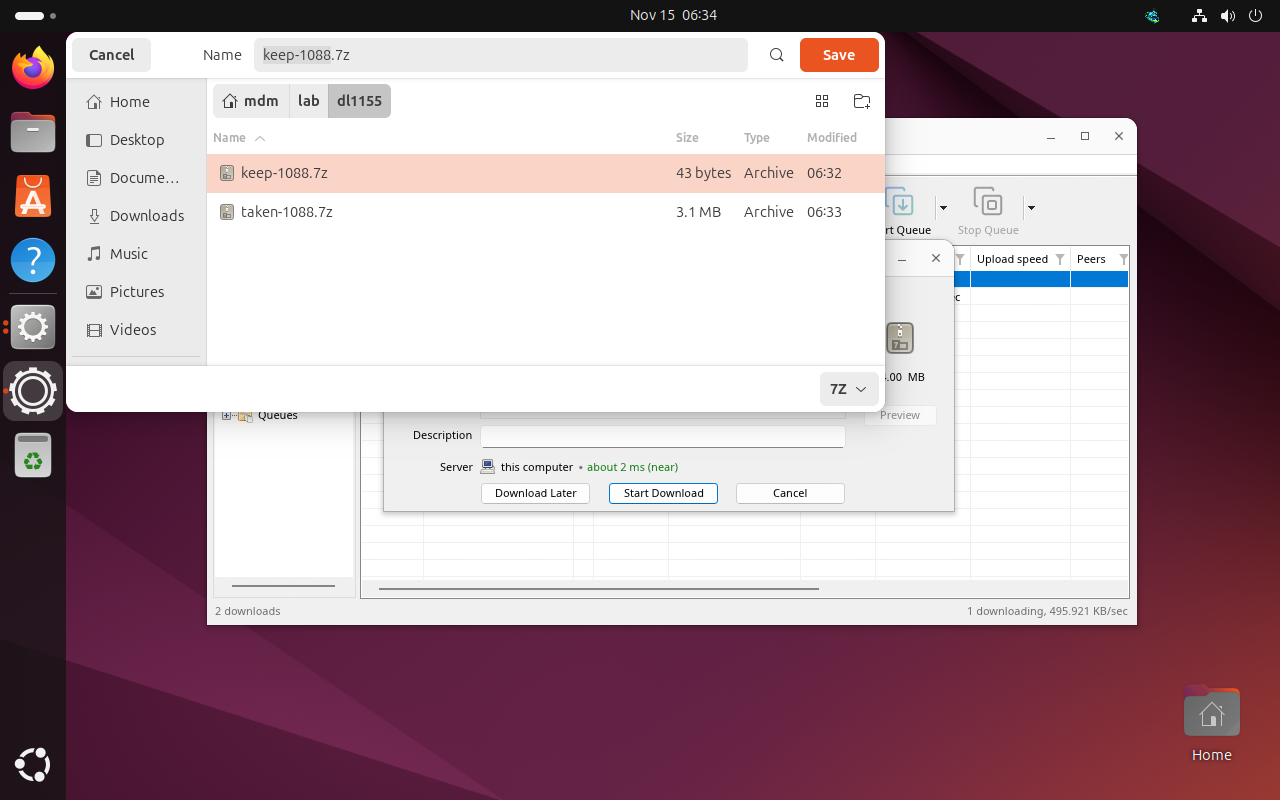 Nov 15 06:34
Cancel
Name
keep-1088.7z
Save
Home
Desktop
Docume…
Downloads
Music
Pictures
Videos
mdm
lab
dl1155
Name
Size
Type
Modified
keep-1088.7z
43 bytes
Archive
06:32
taken-1088.7z
3.1 MB
Archive
06:33
7Z
Queue
Stop Queue
Upload speed
Peers
MB
Preview
Queues
Description
Server
this computer
• about 2 ms (near)
Download Later
Start Download
Cancel
2 downloads
1 downloading, 495.921 KB/sec
Home